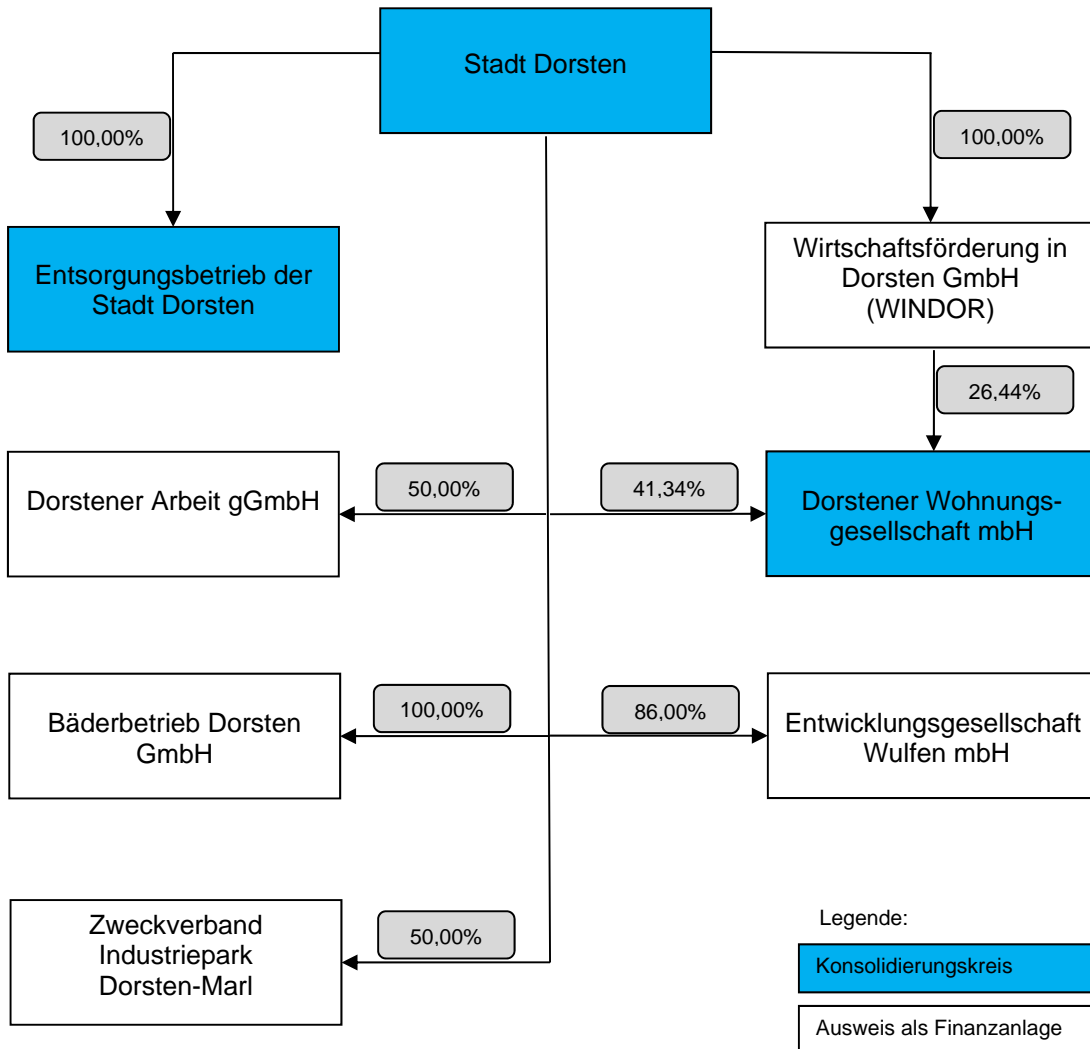 Stadt Dorsten
100,00%
100,00%
Entsorgungsbetrieb der
Stadt Dorsten
Wirtschaftsförderung in
Dorsten GmbH
(WINDOR)
26,44%
Dorstener Arbeit gGmbH
50,00%
41,34%
Dorstener Wohnungs-
gesellschaft mbH
Bäderbetrieb Dorsten
GmbH
100,00%
86,00%
Entwicklungsgesellschaft
Wulfen mbH
Zweckverband
Industriepark
Dorsten-Marl
50,00%
Legende:
Konsolidierungskreis
Ausweis als Finanzanlage